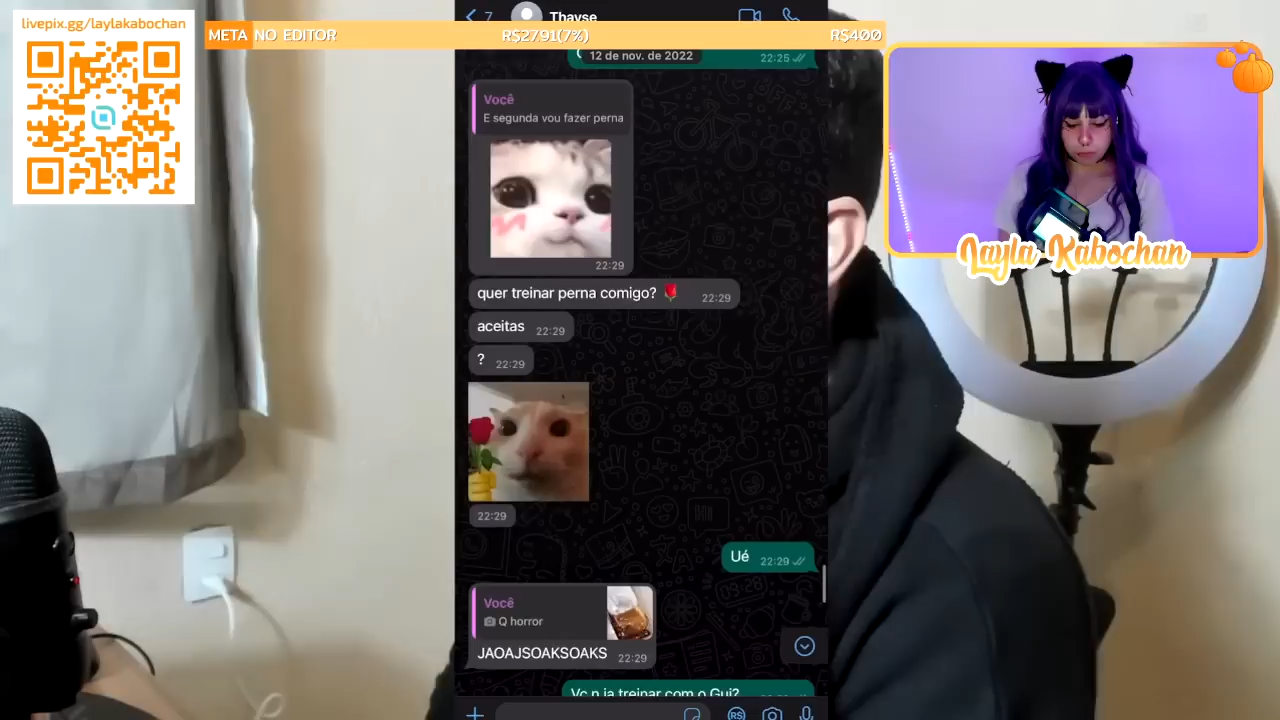 livepix.gg/laylakabochan
META NO EDITOR
R$27.91(7%)
R$400
7
Thayse
12 de nov. de 2022
22:25
Você
E segunda vou fazer perna
22:29
quer treinar perna comigo? 🌹 22:29
aceitas 22:29
? 22:29
22:29
Ué 22:29
Você
Q horror
JAOAJSOAKSOAKS 22:29
Vc n ia treinar com o Gui?
Layla Kabochan